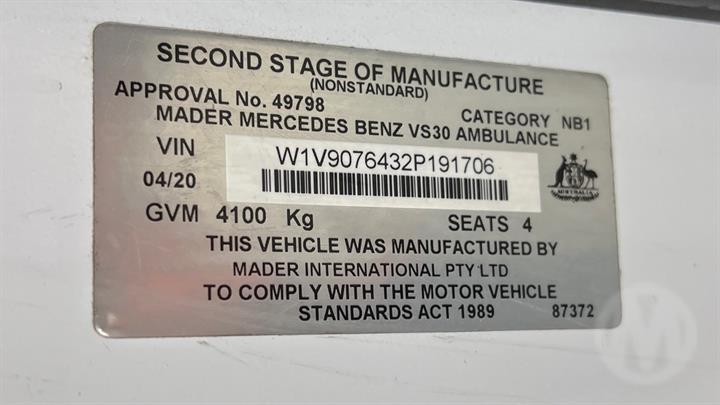 SECOND STAGE OF MANUFACTURE
(NONSTANDARD)
APPROVAL No. 49798
CATEGORY NB1
MADER MERCEDES BENZ VS30 AMBULANCE
VIN
W1V9076432P191706
04/20
AUSTRALIA
GVM 4100 Kg
SEATS 4
THIS VEHICLE WAS MANUFACTURED BY
MADER INTERNATIONAL PTY LTD
TO COMPLY WITH THE MOTOR VEHICLE
STANDARDS ACT 1989
87372
M